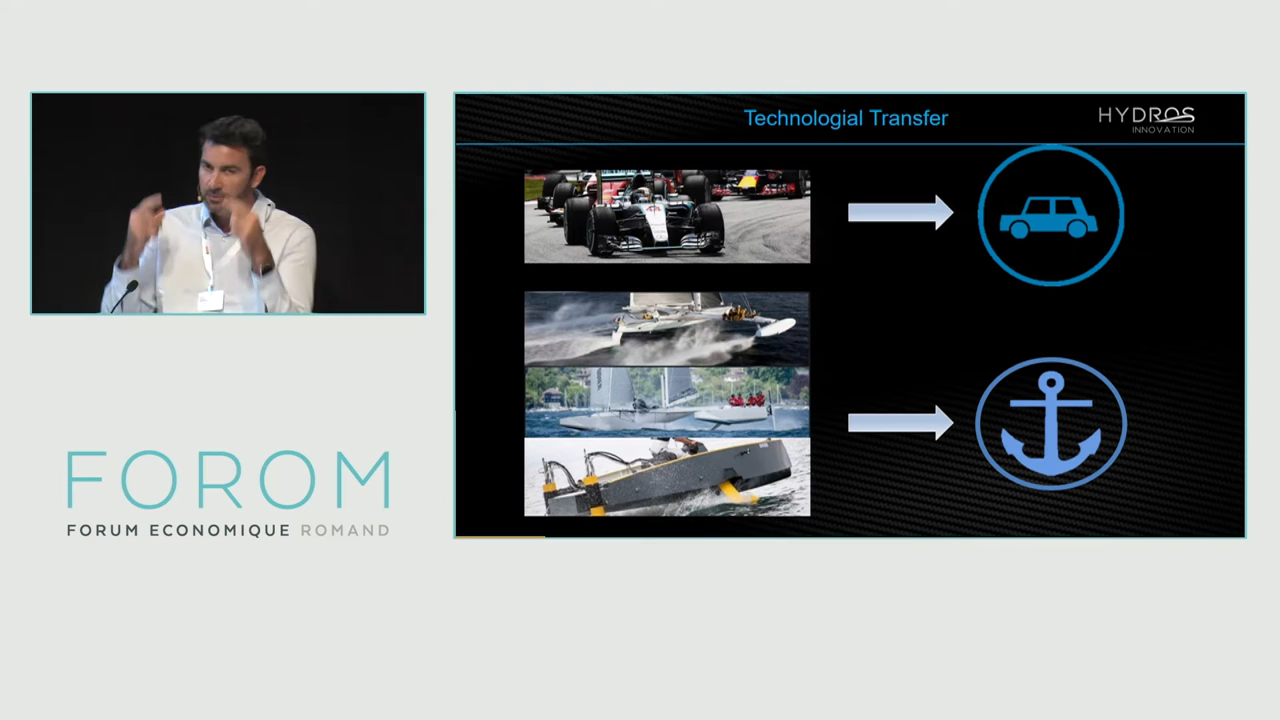 Technologial Transfer
HYDROS
INNOVATION
FOROM
FORUM ECONOMIQUE ROMAND